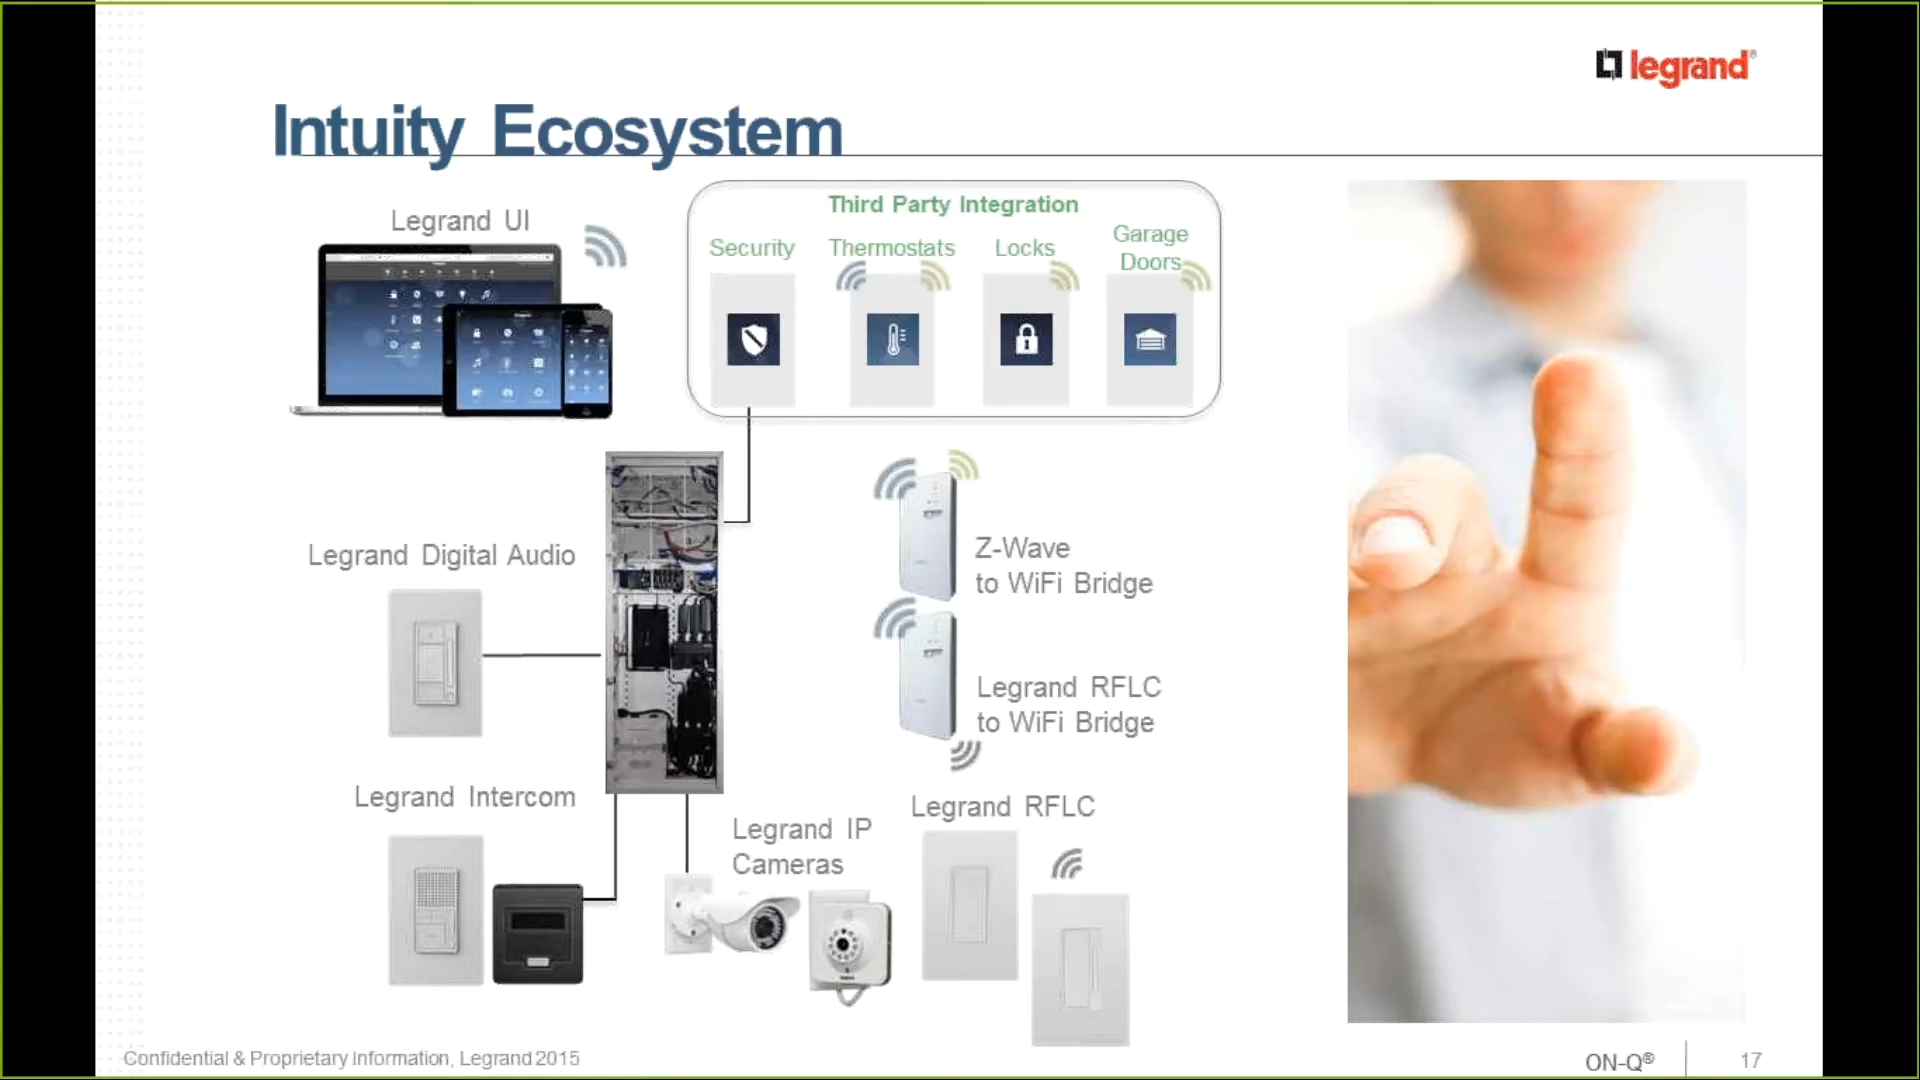 legrand®
Intuity Ecosystem
Legrand UI
Third Party Integration
Security
Thermostats
Locks
Garage
Doors
Z-Wave
to WiFi Bridge
Legrand Digital Audio
Legrand RFLC
to WiFi Bridge
Legrand Intercom
Legrand IP
Cameras
Legrand RFLC
Confidential & Proprietary Information, Legrand 2015
ON-Q®
17